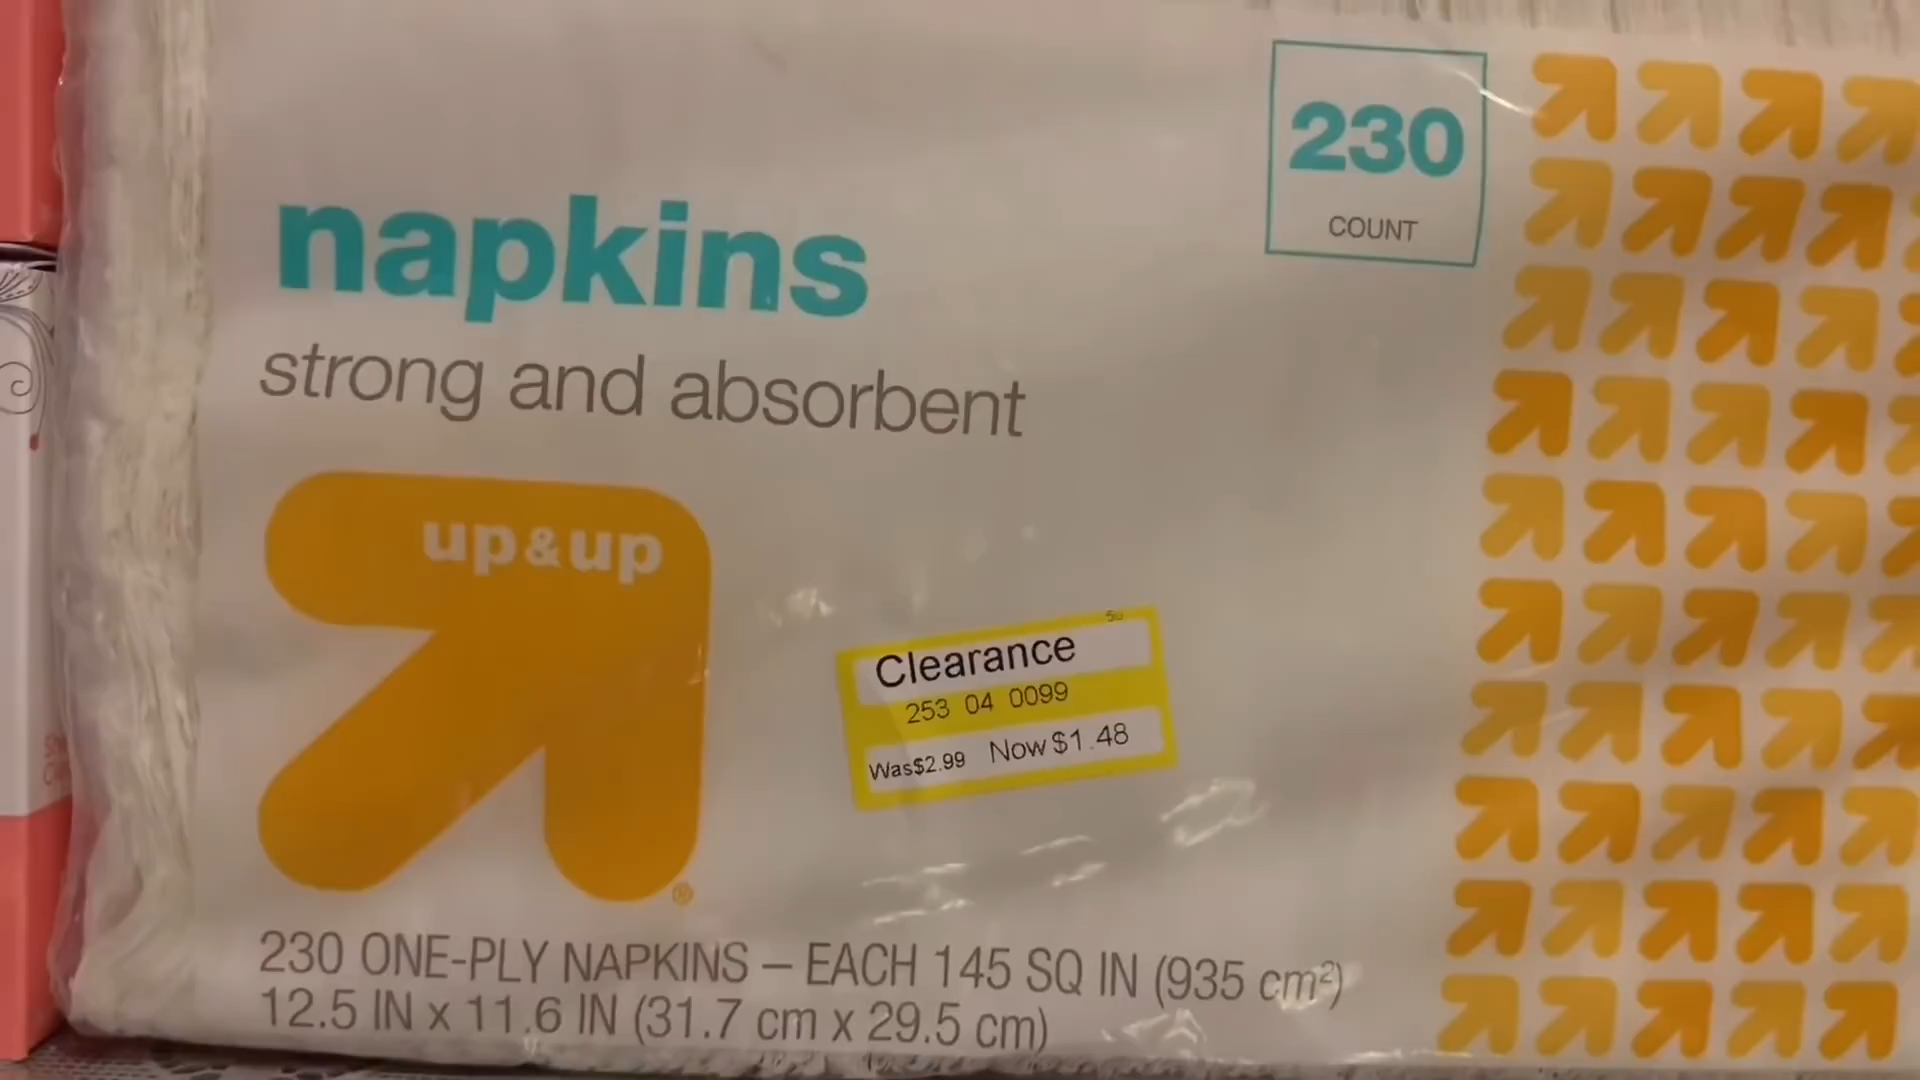 230
COUNT
napkins
strong and absorbent
up&up
50
Clearance
253 04 0099
Was$2.99 Now$1.48
®
230 ONE-PLY NAPKINS – EACH 145 SQ IN (935 cm²)
12.5 IN x 11.6 IN (31.7 cm x 29.5 cm)